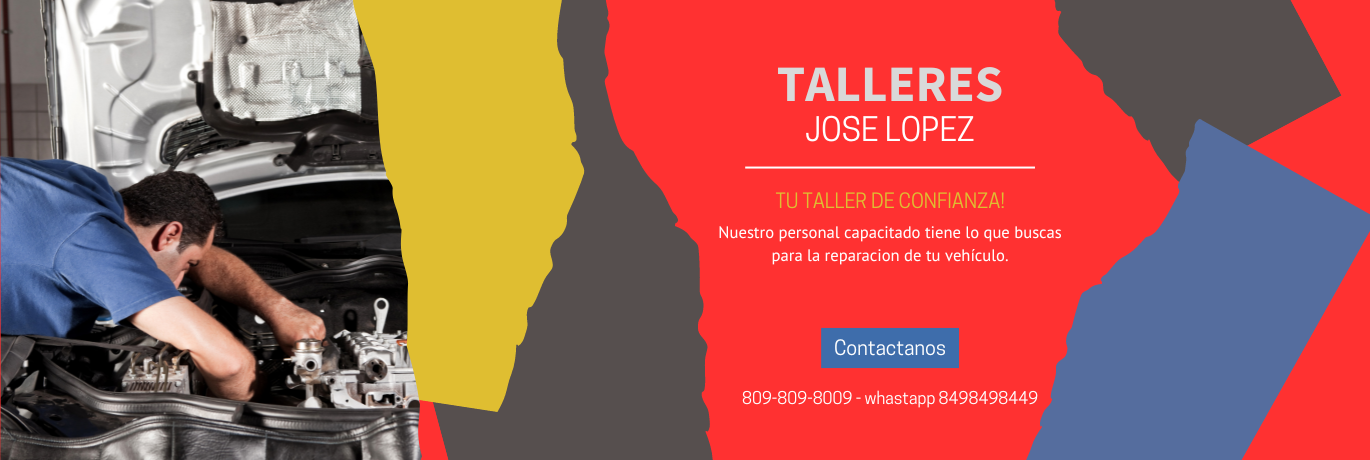 TALLERES
JOSE LOPEZ
TU TALLER DE CONFIANZA!
Nuestro personal capacitado tiene lo que buscas
para la reparacion de tu vehículo.
Contactanos
809-809-8009 - whastapp 8498498449